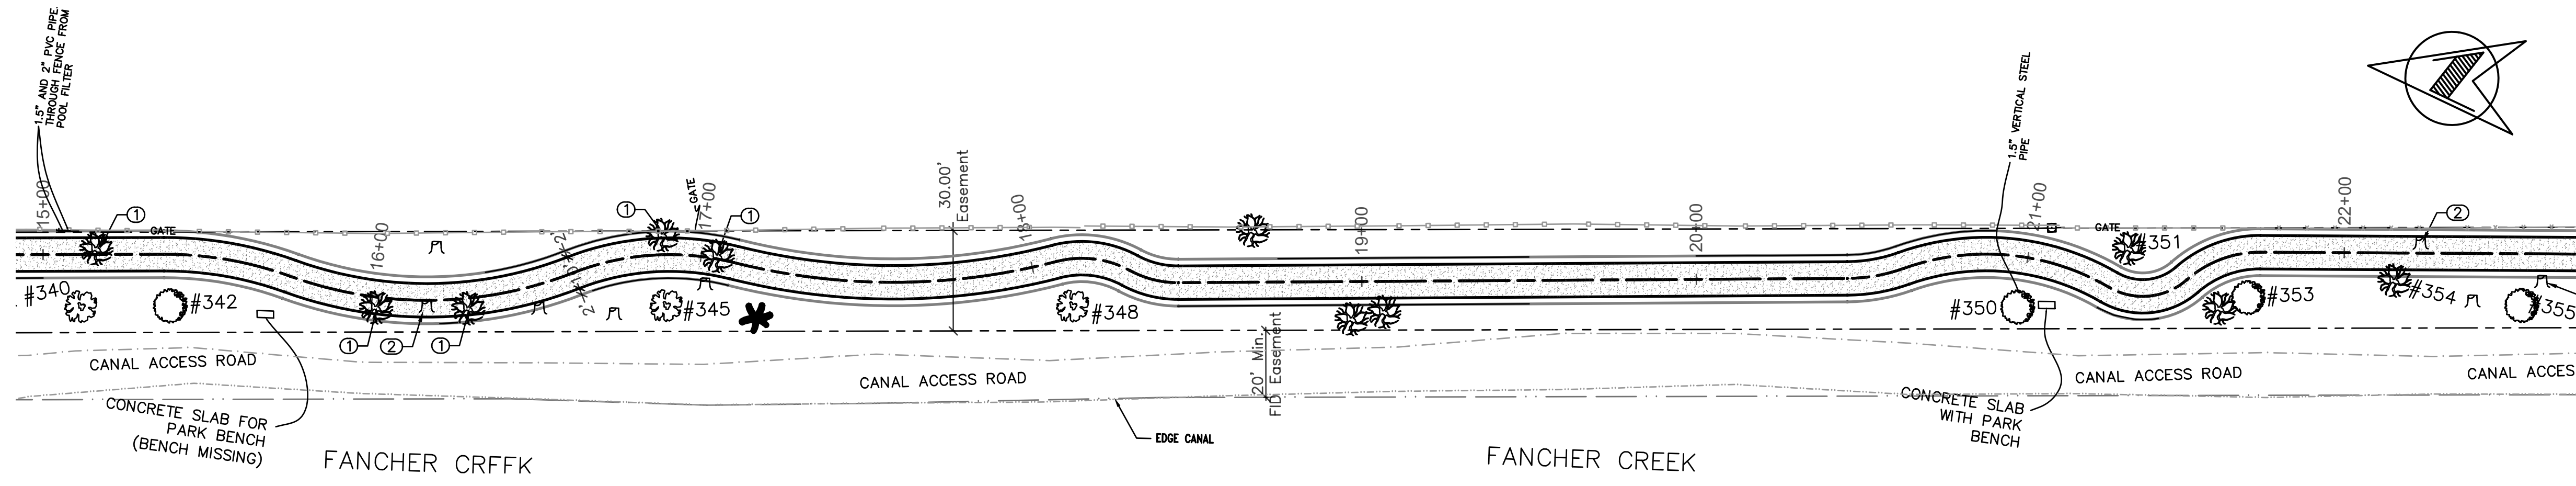 1.5" AND 2" PVC PIPE
THROUGH FENCE FROM
POOL FILTER
15+00
1
GATE
16+00
2' 10' 2'
1
GATE
17+00
1
30.00'
Easement
18+00
19+00
20+00
1.5" VERTICAL STEEL
PIPE
21+00
GATE
#351
22+00
2
#340
#342
1
2
1
#345
#348
#350
#353
#354
#355
CANAL ACCESS ROAD
CANAL ACCESS ROAD
20' Min.
FID Easement
CANAL ACCESS ROAD
CANAL ACCES
CONCRETE SLAB FOR
PARK BENCH
(BENCH MISSING)
EDGE CANAL
CONCRETE SLAB
WITH PARK
BENCH
FANCHER CRFFK
FANCHER CREEK